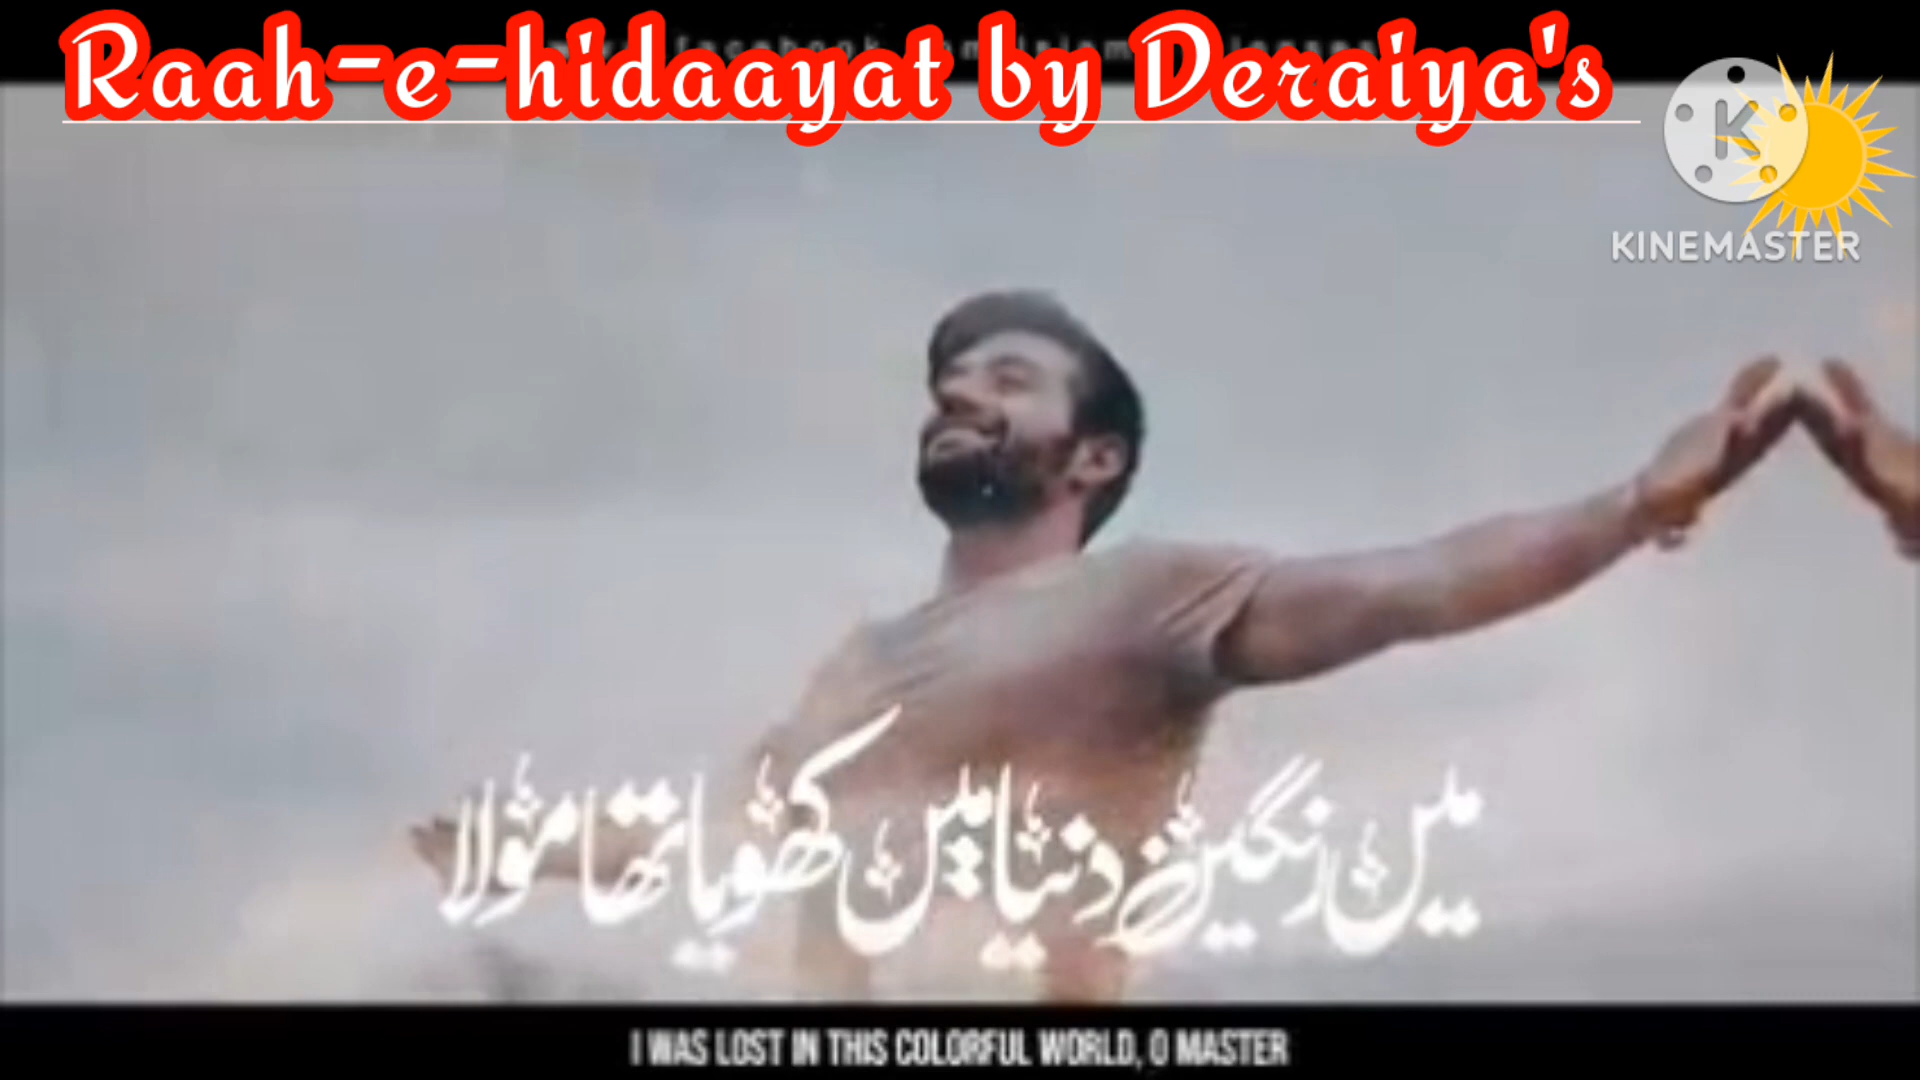 Raah-e-hidaayat by Deraiya's
K
KINEMASTER
میں رنگین دنیا میں کھویا تھا مولا
I WAS LOST IN THIS COLORFUL WORLD, O MASTER